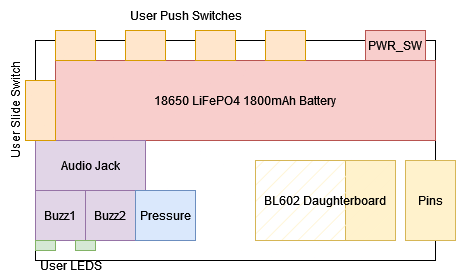 User Push Switches
PWR_SW
User Slide Switch
18650 LiFePO4 1800mAh Battery
Audio Jack
Buzz1
Buzz2
Pressure
BL602 Daughterboard
Pins
User LEDS